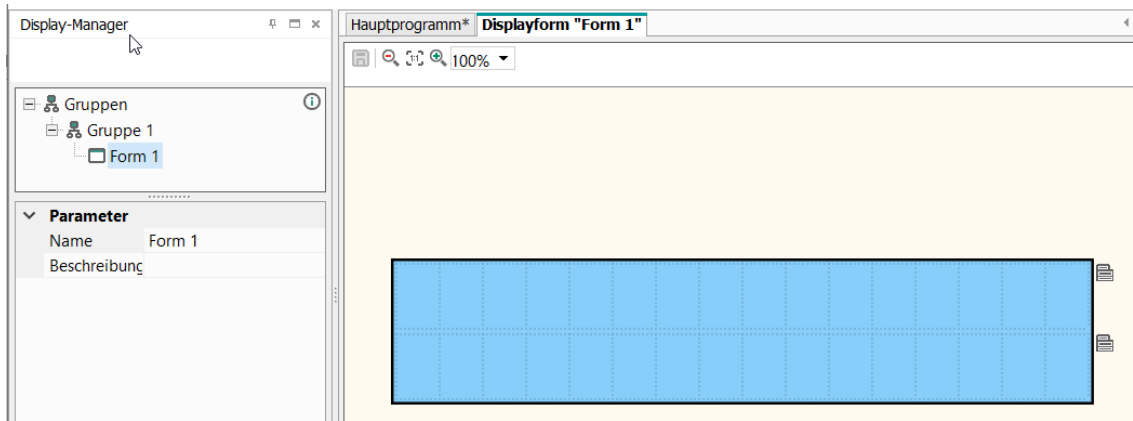 Display-Manager
Hauptprogramm* Displayform "Form 1"
100%
Gruppen
Gruppe 1
Form 1
Parameter
Name Form 1
Beschreibung